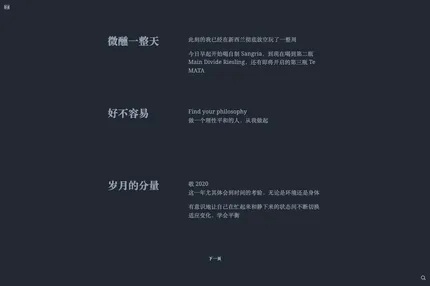 微醺一整天
此刻的我已经在新西兰彻底放空玩了一整周
今日早起开始喝自制 Sangria，到现在喝到第二瓶
Main Divide Riesling，还有即将开启的第三瓶 Te
MATA
好不容易
Find your philosophy
做一个理性平和的人，从我做起
岁月的分量
敬 2020
这一年尤其体会到时间的考验，无论是环境还是身体
有意识地让自己在忙起来和静下来的状态间不断切换
适应变化，学会平衡
下一页